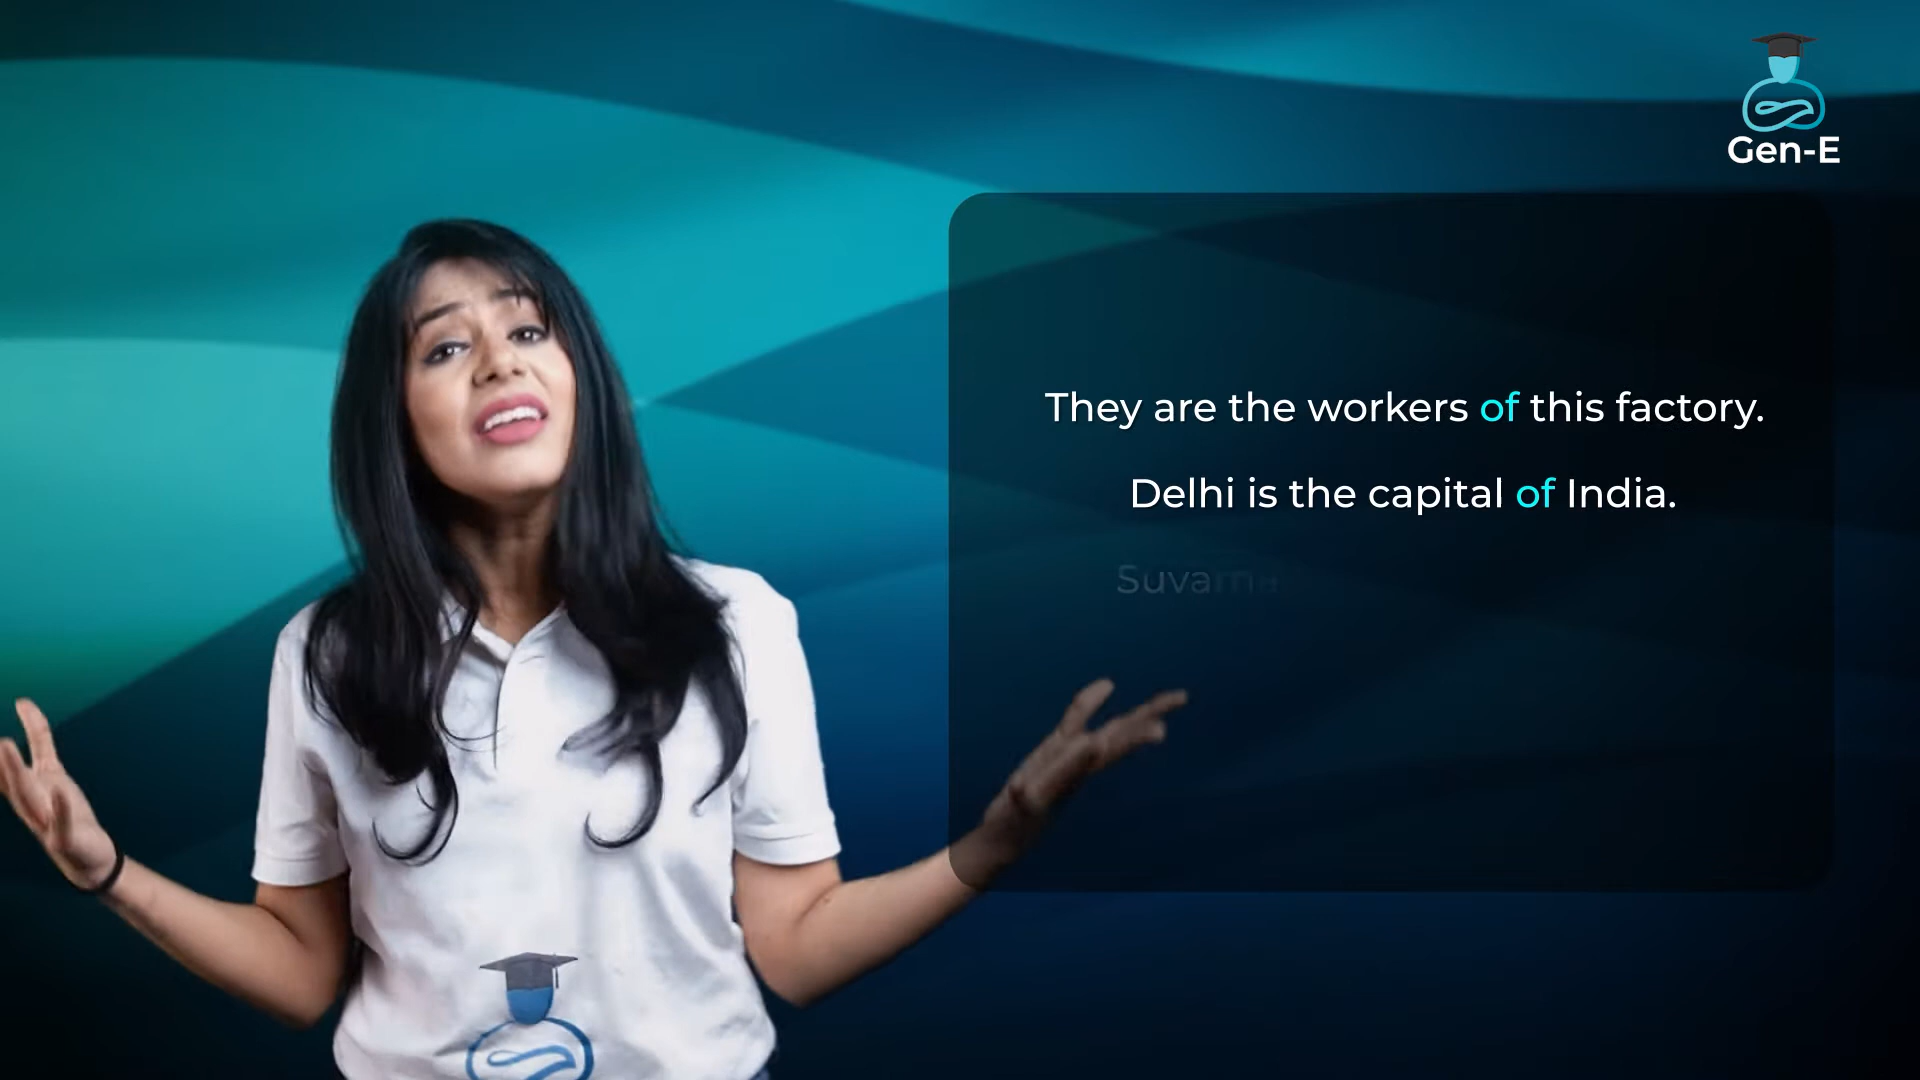 Gen-E
They are the workers of this factory.
Delhi is the capital of India.